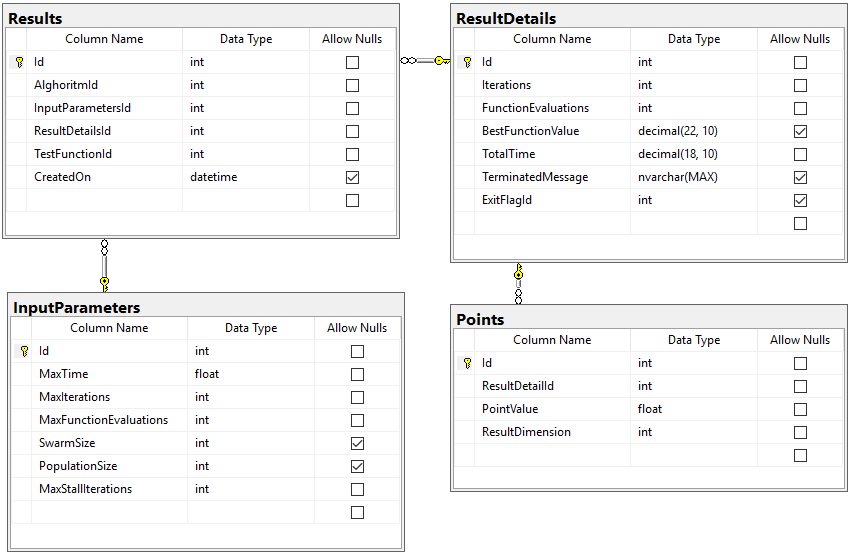 Results
Column Name Data Type Allow Nulls
Id int
AlghoritmId int
InputParametersId int
ResultDetailsId int
TestFunctionId int
CreatedOn datetime
ResultDetails
Column Name Data Type Allow Nulls
Id int
Iterations int
FunctionEvaluations int
BestFunctionValue decimal(22, 10)
TotalTime decimal(18, 10)
TerminatedMessage nvarchar(MAX)
ExitFlagId int
InputParameters
Column Name Data Type Allow Nulls
Id int
MaxTime float
MaxIterations int
MaxFunctionEvaluations int
SwarmSize int
PopulationSize int
MaxStallIterations int
Points
Column Name Data Type Allow Nulls
Id int
ResultDetailId int
PointValue float
ResultDimension int